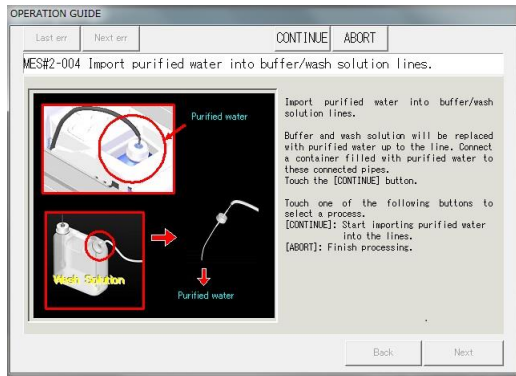 OPERATION GUIDE
Last err Next err CONTINUE ABORT
MES#2-004 Import purified water into buffer/wash solution lines.
Purified water
Wash Solution
Purified water
Import purified water into buffer/wash
solution lines.
Buffer and wash solution will be replaced
with purified water up to the line. Connect
a container filled with purified water to
these connected pipes.
Touch the [CONTINUE] button.
Touch one of the following buttons to
select a process.
[CONTINUE]: Start importing purified water
into the lines.
[ABORT]: Finish processing.
Back Next